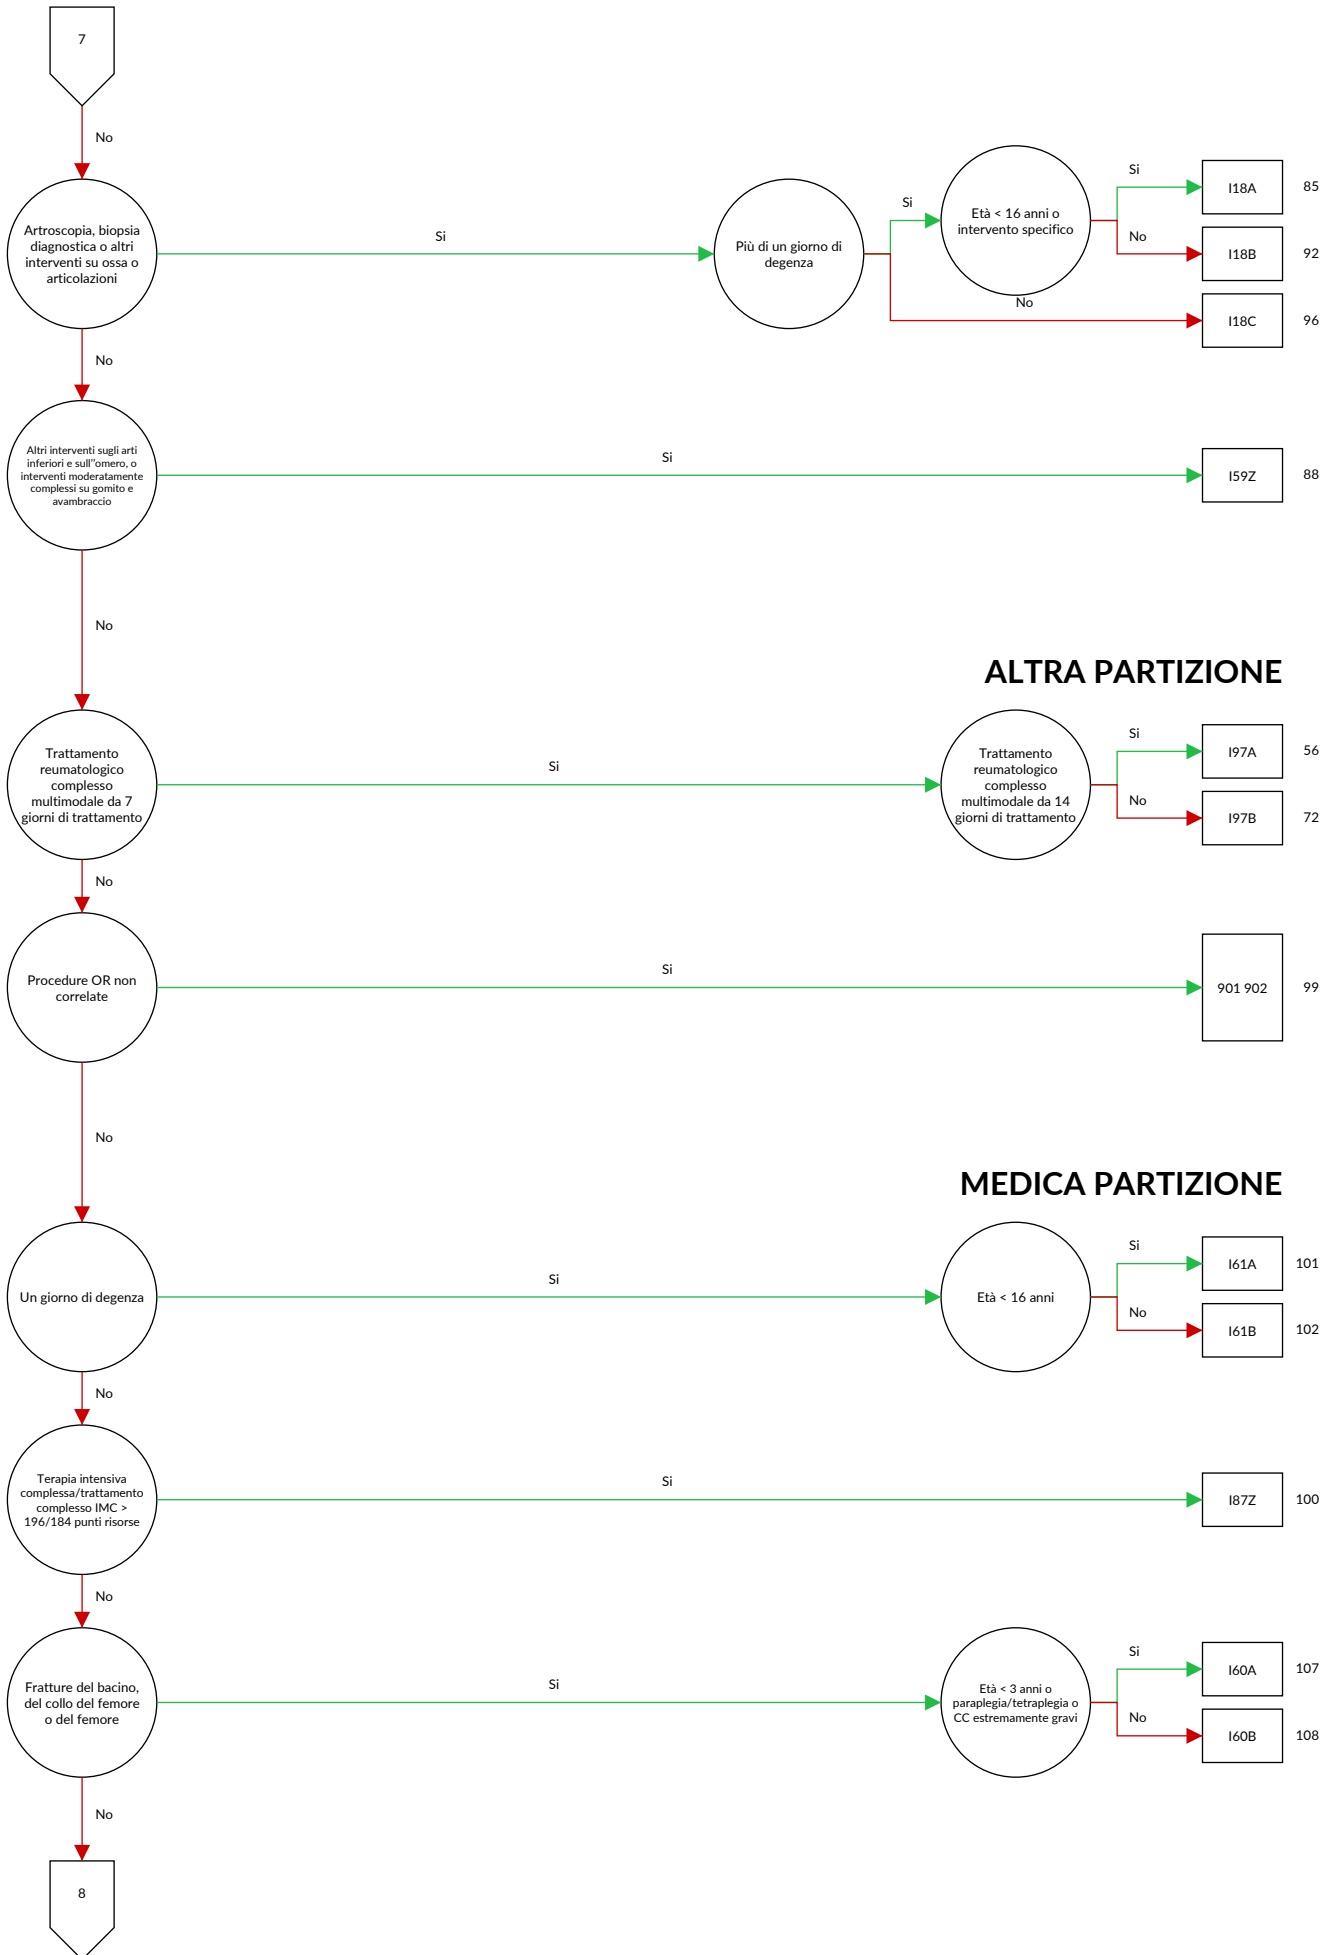 7
No
Artroscopia, biopsia
diagnostica o altri
interventi su ossa o
articolazioni
Si
Più di un giorno di
degenza
Si
Età < 16 anni o
intervento specifico
Si
I18A
85
No
I18B
92
No
I18C
96
No
Altri interventi sugli arti
inferiori e sull''omero, o
interventi moderatamente
complessi su gomito e
avambraccio
Si
I59Z
88
No
ALTRA PARTIZIONE
Trattamento
reumatologico
complesso
multimodale da 7
giorni di trattamento
Si
Trattamento
reumatologico
complesso
multimodale da 14
giorni di trattamento
Si
I97A
56
No
I97B
72
No
Procedure OR non
correlate
Si
901 902
99
No
MEDICA PARTIZIONE
Un giorno di degenza
Si
Età < 16 anni
Si
I61A
101
No
I61B
102
No
Terapia intensiva
complessa/trattamento
complesso IMC >
196/184 punti risorse
Si
I87Z
100
No
Fratture del bacino,
del collo del femore
o del femore
Si
Età < 3 anni o
paraplegia/tetraplegia o
CC estremamente gravi
Si
I60A
107
No
I60B
108
No
8